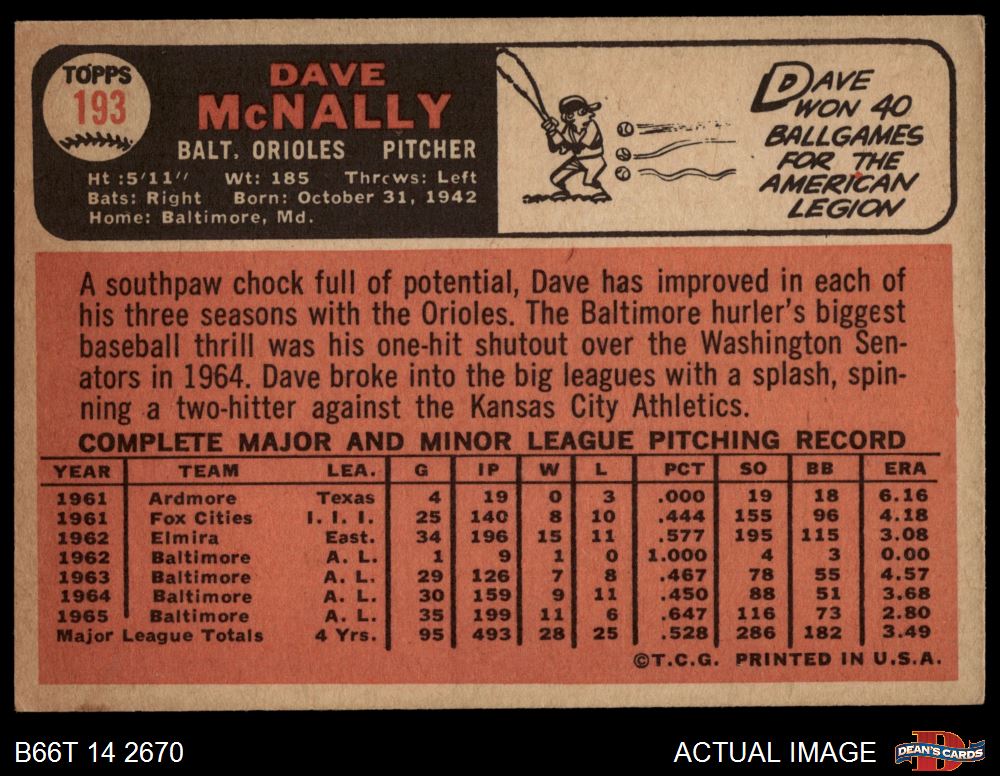 TOPPS
193
DAVE
McNALLY
BALT. ORIOLES PITCHER
Ht :5'11" Wt: 185 Throws: Left
Bats: Right Born: October 31, 1942
Home: Baltimore, Md.
DAVE
WON 40
BALLGAMES
FOR THE
AMERICAN
LEGION
A southpaw chock full of potential, Dave has improved in each of
his three seasons with the Orioles. The Baltimore hurler's biggest
baseball thrill was his one-hit shutout over the Washington Sen-
ators in 1964. Dave broke into the big leagues with a splash, spin-
ning a two-hitter against the Kansas City Athletics.
COMPLETE MAJOR AND MINOR LEAGUE PITCHING RECORD
YEAR TEAM LEA. G IP W L PCT SO BB ERA
1961 Ardmore Texas 4 19 0 3 .000 19 18 6.16
1961 Fox Cities I. I. I. 25 140 8 10 .444 155 96 4.18
1962 Elmira East. 34 196 15 11 .577 195 115 3.08
1962 Baltimore A. L. 1 9 1 0 1.000 4 3 0.00
1963 Baltimore A. L. 29 126 7 8 .467 78 55 4.57
1964 Baltimore A. L. 30 159 9 11 .450 88 51 3.68
1965 Baltimore A. L. 35 199 11 6 .647 116 73 2.80
Major League Totals 4 Yrs. 95 493 28 25 .528 286 182 3.49
©T.C.G. PRINTED IN U.S.A.
B66T 14 2670
ACTUAL IMAGE
DEAN'S CARDS